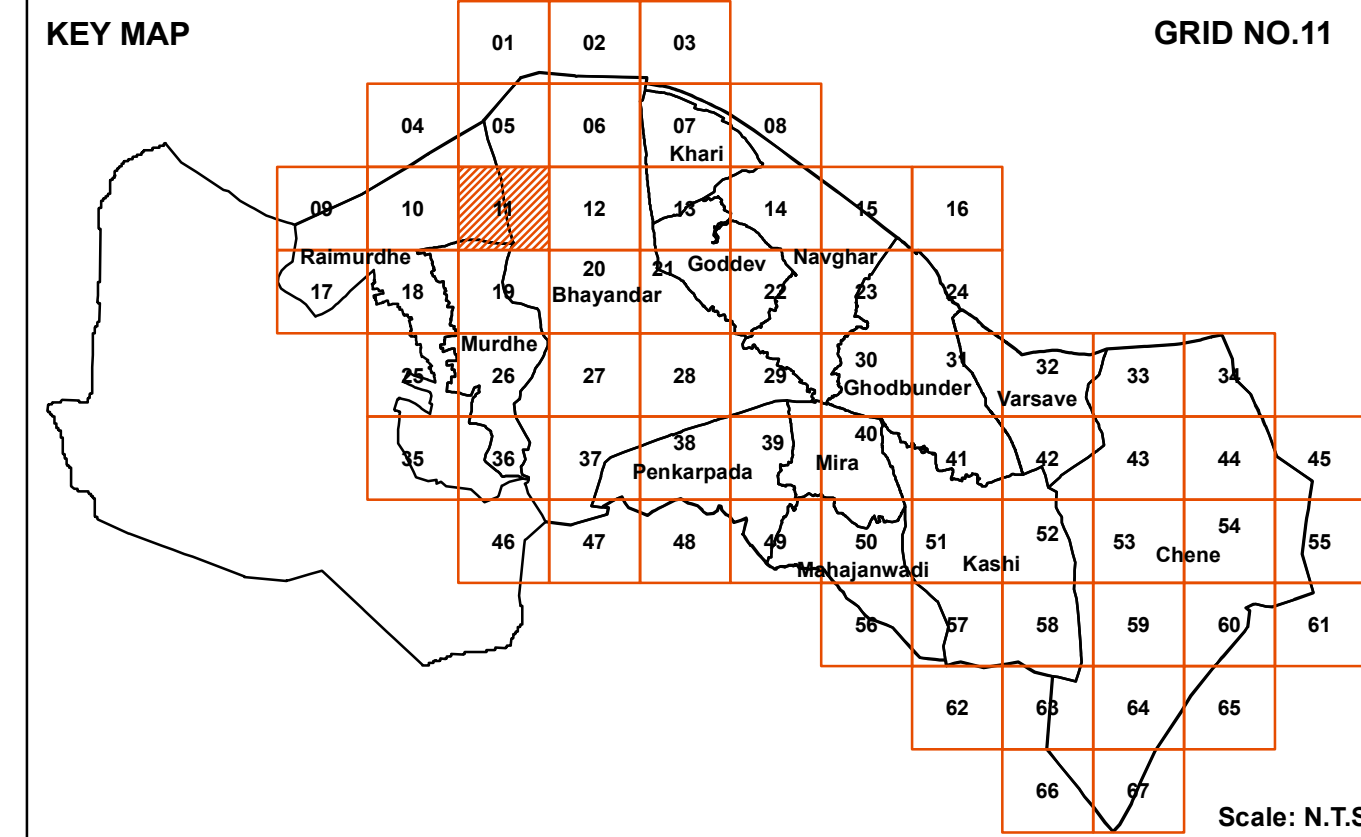 KEY MAP
GRID NO.11
01 02 03
04 05 06 07 08
Khari
09 10 11 12 13 14 15 16
Raimurdhe Goddev Navghar
17 18 19 20 21 22 23 24
Bhayandar
Murdhe
25 26 27 28 29 30 31 32 33 34
Ghodbunder Varsave
35 36 37 38 39 40 41 42 43 44 45
Penkarpada Mira
46 47 48 49 50 51 52 53 54 55
Mahajanwadi Kashi Chene
56 57 58 59 60 61
62 63 64 65
66 67
Scale: N.T.S